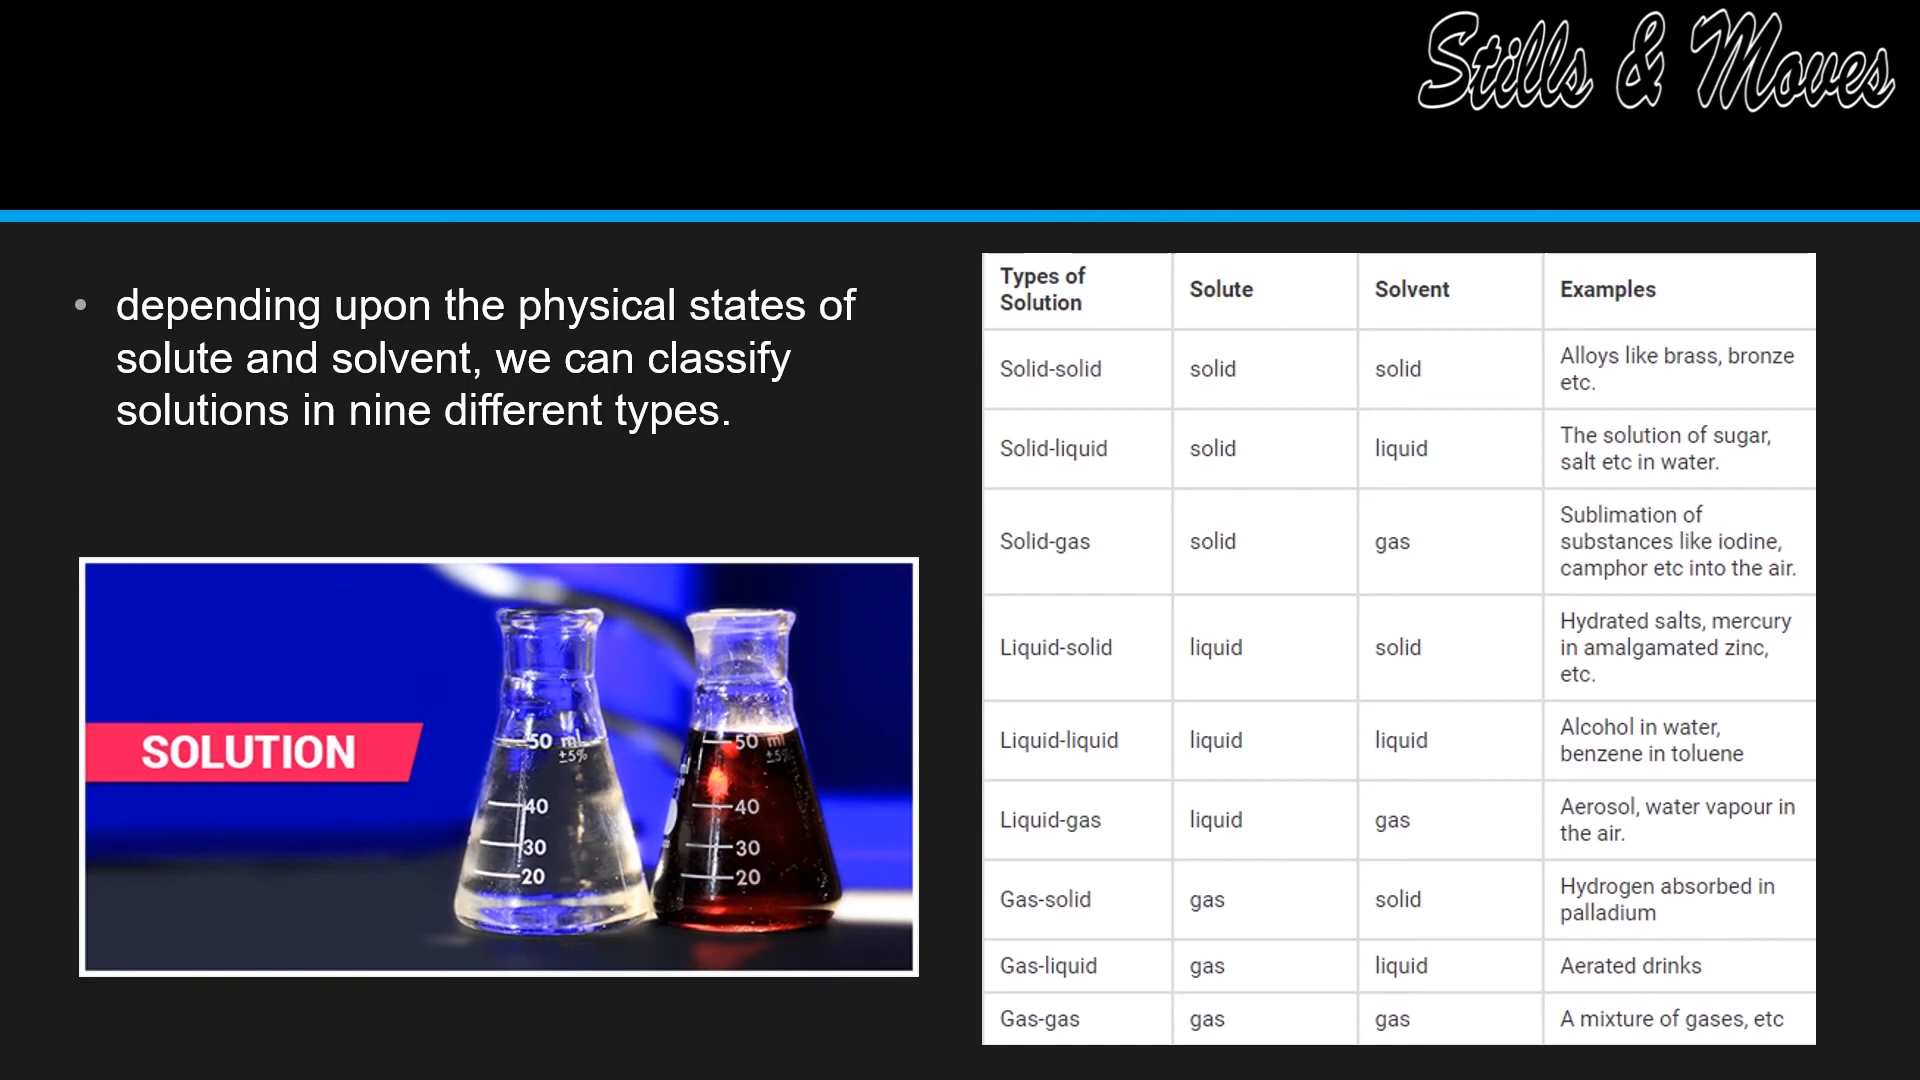 Stills & Moves
• depending upon the physical states of
solute and solvent, we can classify
solutions in nine different types.
SOLUTION
50 ml
±5%
40
30
20
50 ml
±5%
40
30
20
Types of
Solution
Solute
Solvent
Examples
Solid-solid
solid
solid
Alloys like brass, bronze
etc.
Solid-liquid
solid
liquid
The solution of sugar,
salt etc in water.
Solid-gas
solid
gas
Sublimation of
substances like iodine,
camphor etc into the air.
Liquid-solid
liquid
solid
Hydrated salts, mercury
in amalgamated zinc,
etc.
Liquid-liquid
liquid
liquid
Alcohol in water,
benzene in toluene
Liquid-gas
liquid
gas
Aerosol, water vapour in
the air.
Gas-solid
gas
solid
Hydrogen absorbed in
palladium
Gas-liquid
gas
liquid
Aerated drinks
Gas-gas
gas
gas
A mixture of gases, etc